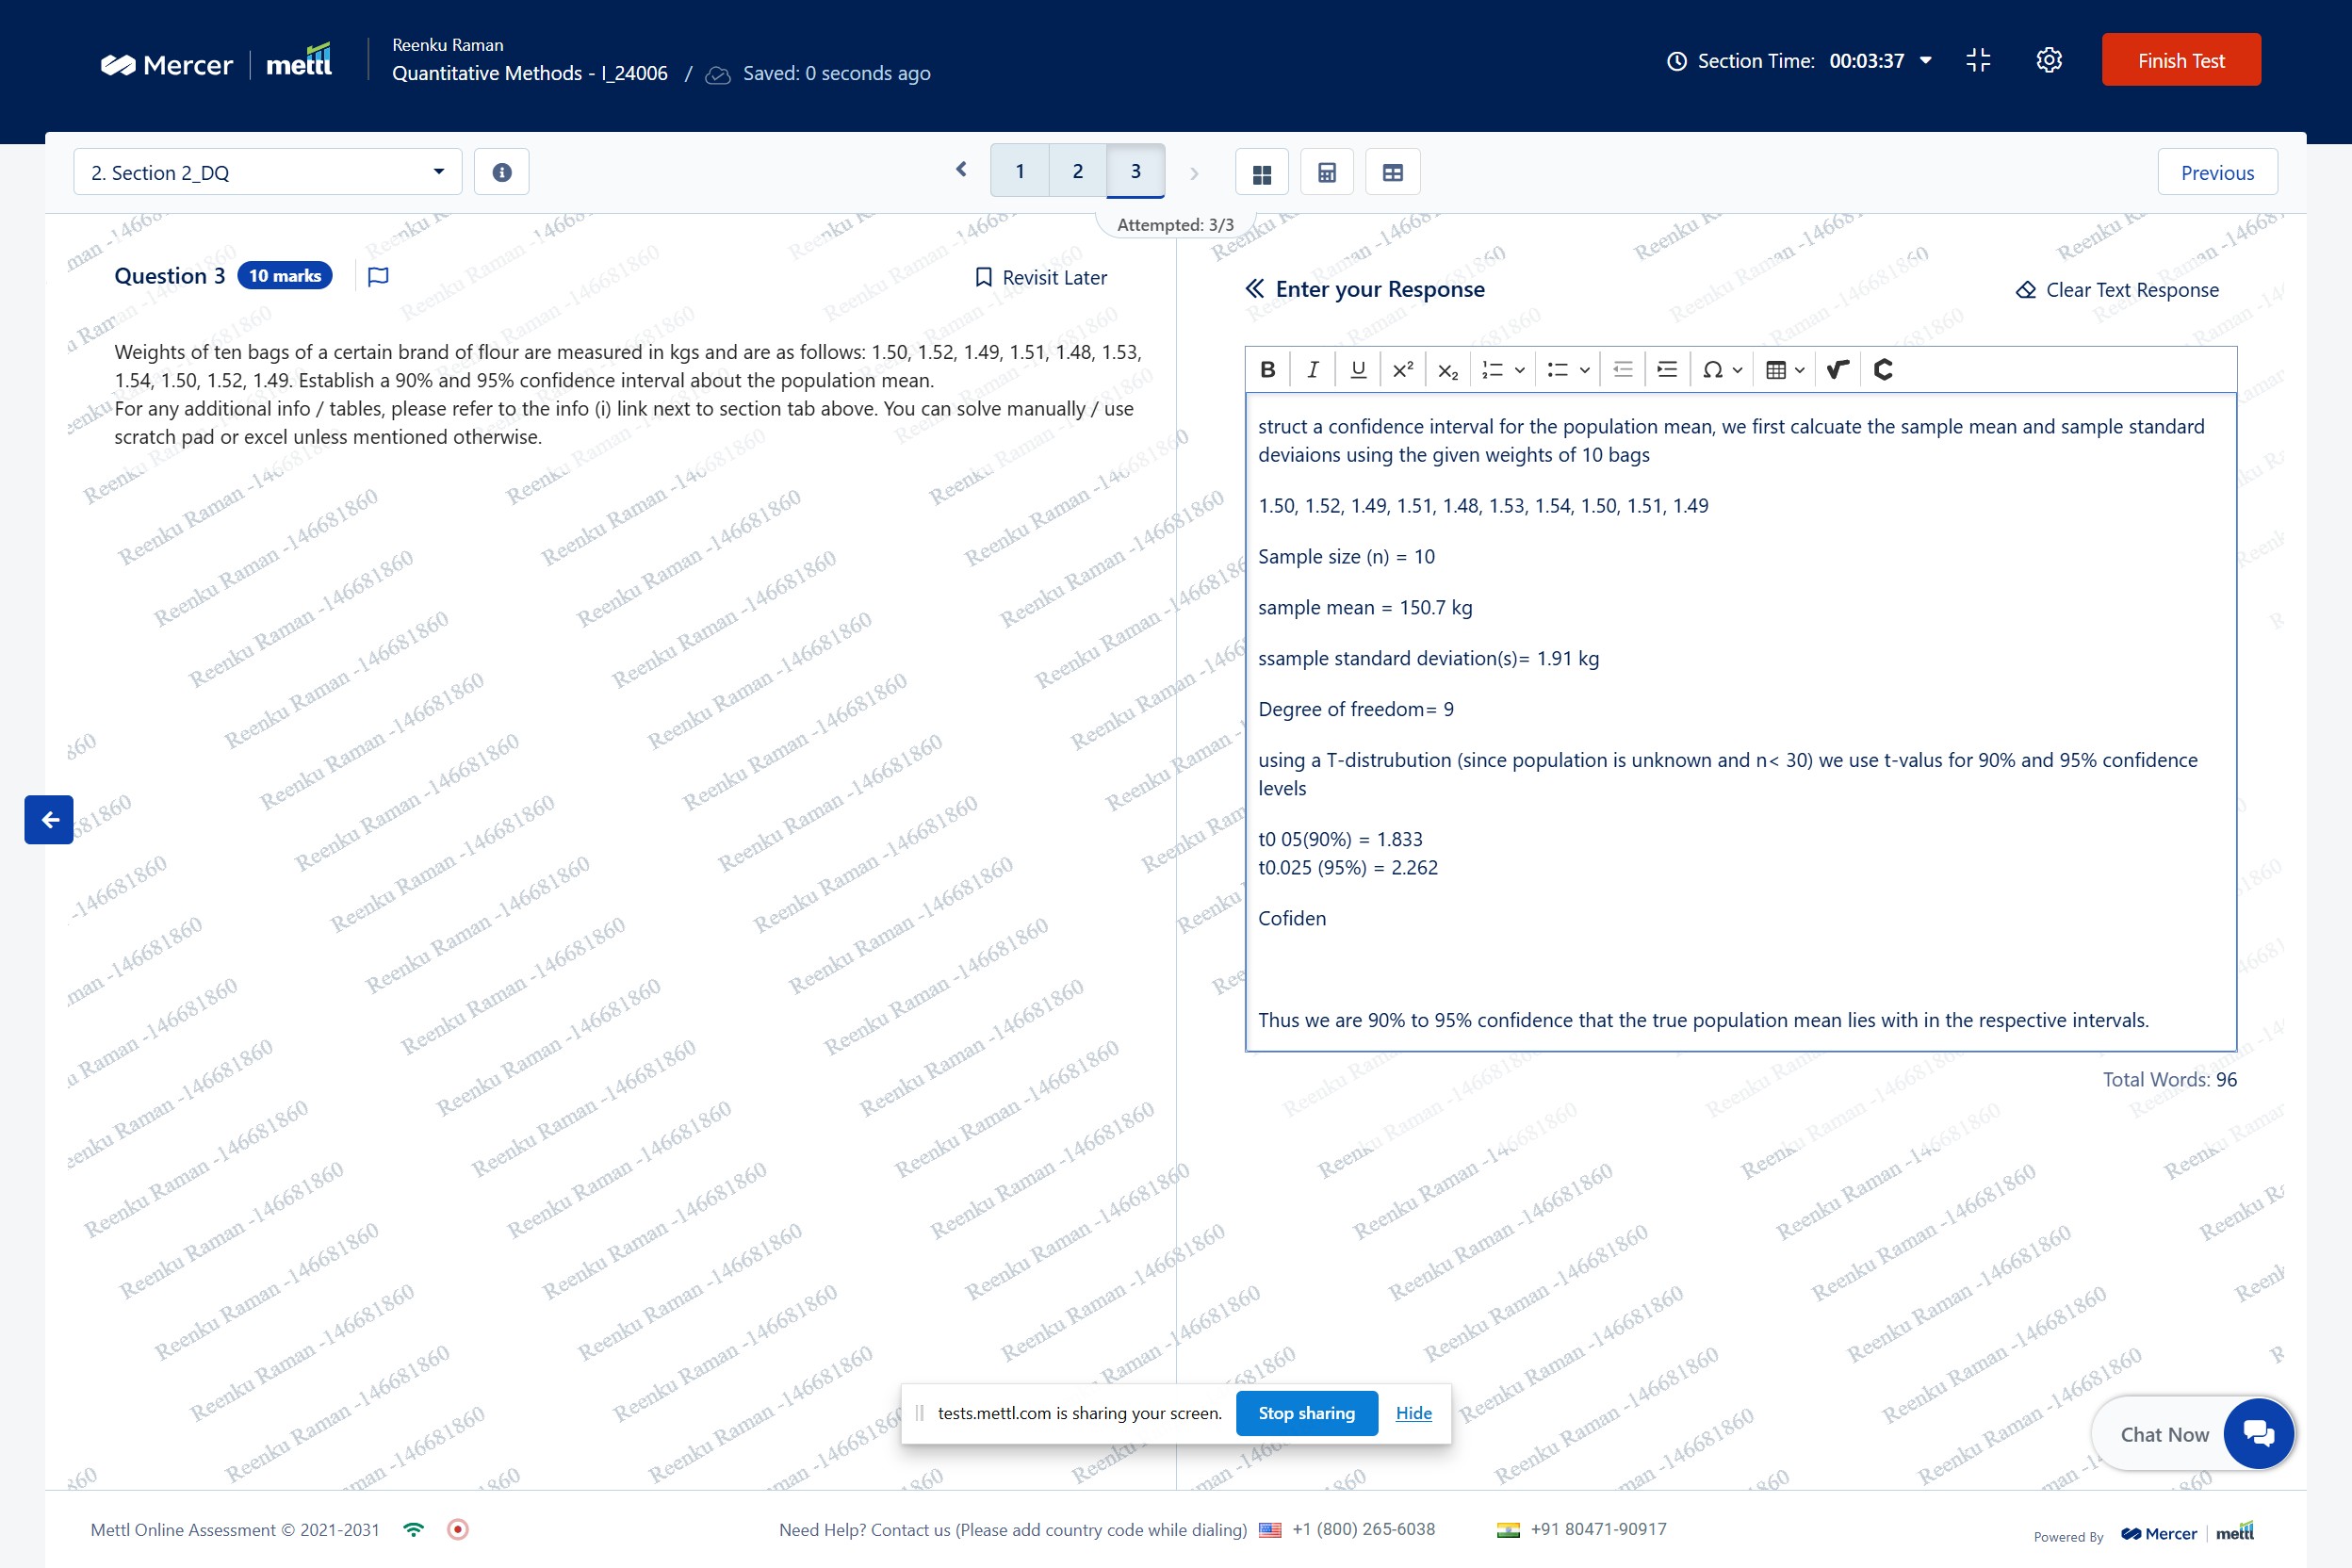 Mercer | mettl
Reenku Raman
Quantitative Methods - I_24006 / Saved: 0 seconds ago
Section Time: 00:03:37
Finish Test
2. Section 2_DQ
1 2 3
Previous
Attempted: 3/3
Question 3 10 marks
Revisit Later
Weights of ten bags of a certain brand of flour are measured in kgs and are as follows: 1.50, 1.52, 1.49, 1.51, 1.48, 1.53,
1.54, 1.50, 1.52, 1.49. Establish a 90% and 95% confidence interval about the population mean.
For any additional info / tables, please refer to the info (i) link next to section tab above. You can solve manually / use
scratch pad or excel unless mentioned otherwise.
Enter your Response
Clear Text Response
B I U x² x₂ Ω
struct a confidence interval for the population mean, we first calcuate the sample mean and sample standard
deviaions using the given weights of 10 bags
1.50, 1.52, 1.49, 1.51, 1.48, 1.53, 1.54, 1.50, 1.51, 1.49
Sample size (n) = 10
sample mean = 150.7 kg
ssample standard deviation(s)= 1.91 kg
Degree of freedom= 9
using a T-distrubution (since population is unknown and n< 30) we use t-valus for 90% and 95% confidence
levels
t0 05(90%) = 1.833
t0.025 (95%) = 2.262
Cofiden
Thus we are 90% to 95% confidence that the true population mean lies with in the respective intervals.
Total Words: 96
Reenku Raman -146681860
tests.mettl.com is sharing your screen.
Stop sharing
Hide
Chat Now
Mettl Online Assessment © 2021-2031
Need Help? Contact us (Please add country code while dialing) +1 (800) 265-6038 +91 80471-90917
Powered By Mercer | mettl